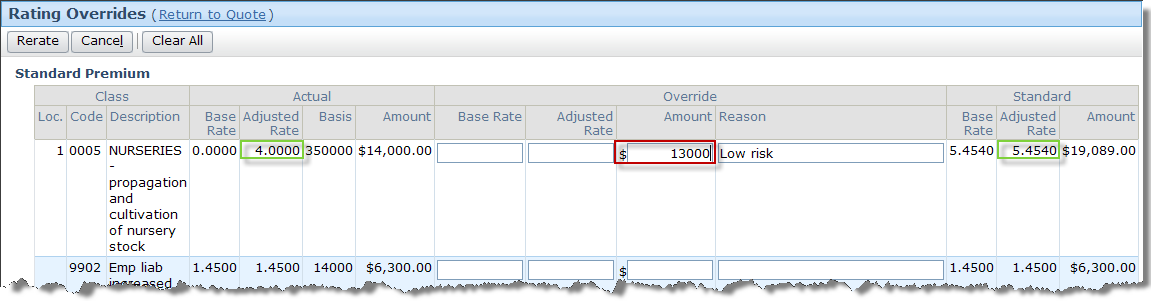 Rating Overrides (Return to Quote)
Rerate Cancel Clear All
Standard Premium
Class Actual Override Standard
Loc. Code Description Base Rate Adjusted Rate Basis Amount Base Rate Adjusted Rate Amount Reason Base Rate Adjusted Rate Amount
1 0005 NURSERIES 0.0000 4.0000 350000 $14,000.00 $ 13000 Low risk 5.4540 5.4540 $19,089.00
-
propagation
and
cultivation
of nursery
stock
9902 Emp liab 1.4500 1.4500 14000 $6,300.00 $ 1.4500 1.4500 $6,300.00
increased